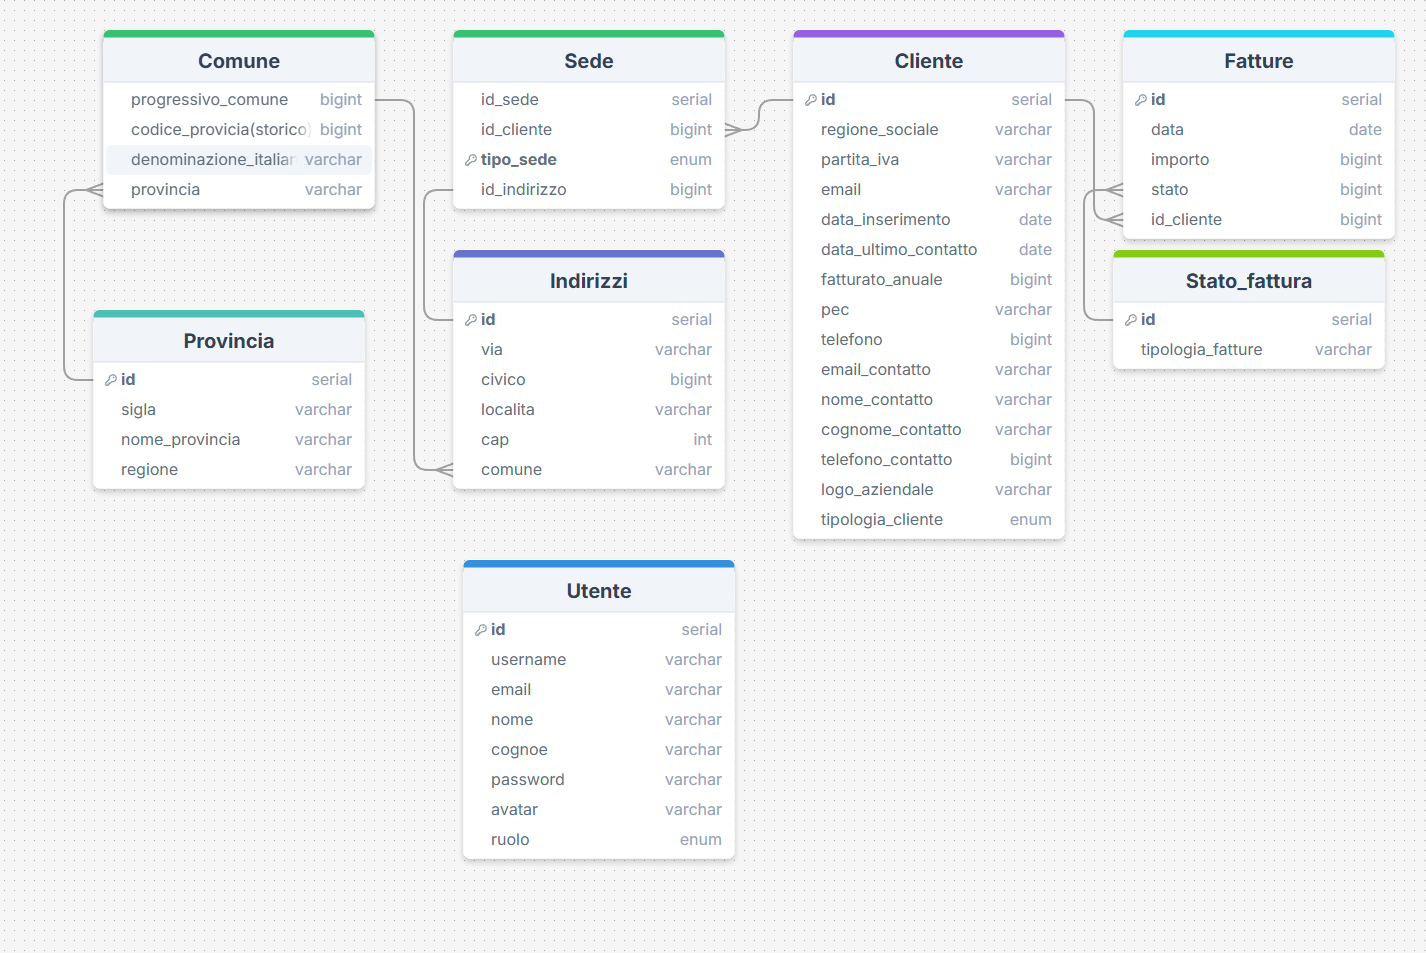 Comune
progressivo_comune bigint
codice_provicia(storico) bigint
denominazione_italian varchar
provincia varchar
Sede
id_sede serial
id_cliente bigint
tipo_sede enum
id_indirizzo bigint
Cliente
id serial
regione_sociale varchar
partita_iva varchar
email varchar
data_inserimento date
data_ultimo_contatto date
fatturato_anuale bigint
pec varchar
telefono bigint
email_contatto varchar
nome_contatto varchar
cognome_contatto varchar
telefono_contatto bigint
logo_aziendale varchar
tipologia_cliente enum
Fatture
id serial
data date
importo bigint
stato bigint
id_cliente bigint
Stato_fattura
id serial
tipologia_fatture varchar
Indirizzi
id serial
via varchar
civico bigint
localita varchar
cap int
comune varchar
Provincia
id serial
sigla varchar
nome_provincia varchar
regione varchar
Utente
id serial
username varchar
email varchar
nome varchar
cognoe varchar
password varchar
avatar varchar
ruolo enum